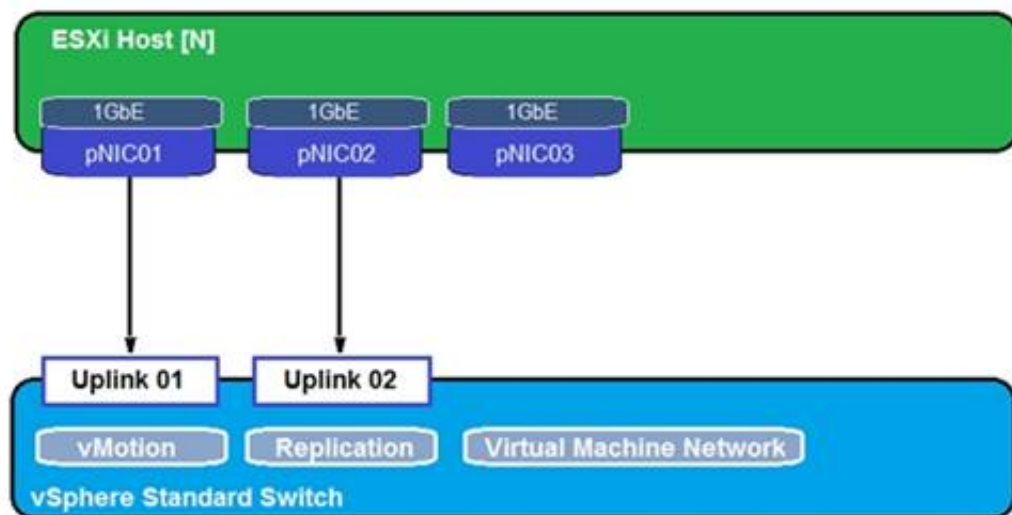 ESXi Host [N]
1GbE
1GbE
1GbE
pNIC01
pNIC02
pNIC03
Uplink 01
Uplink 02
vMotion
Replication
Virtual Machine Network
vSphere Standard Switch